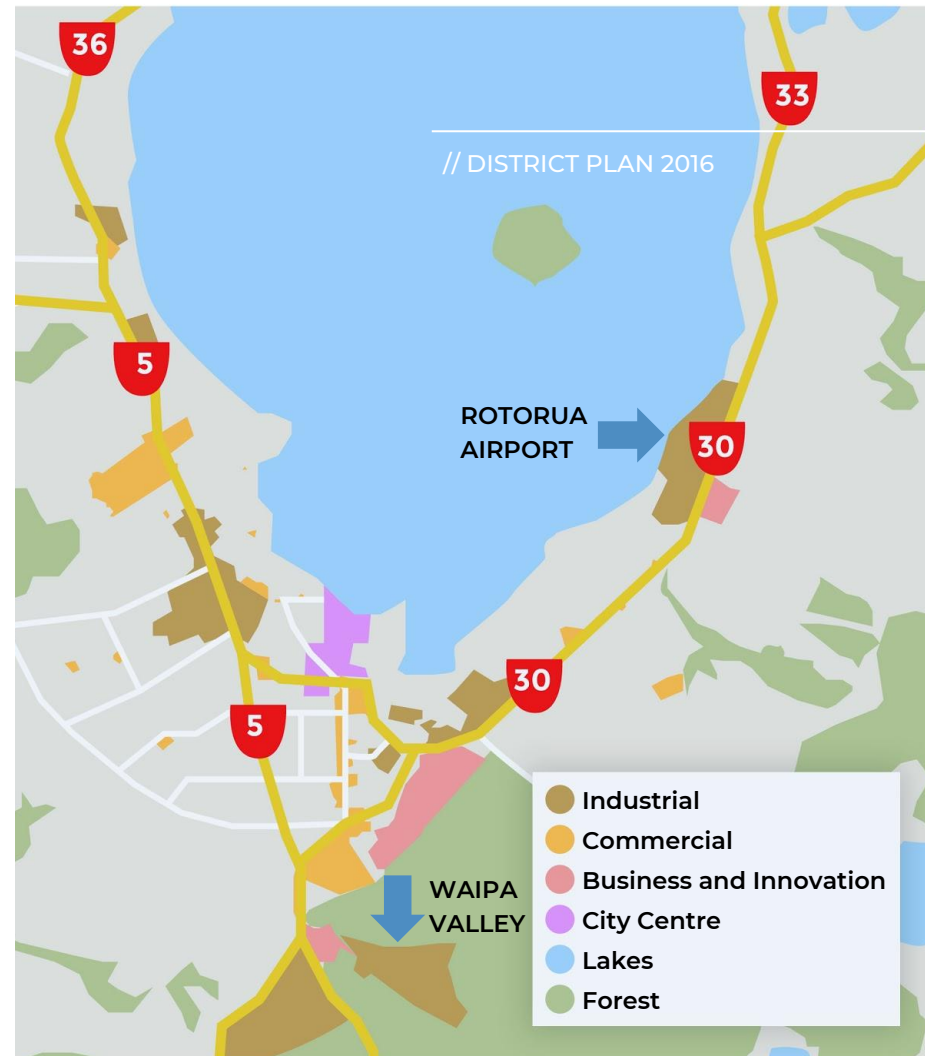 36
33
// DISTRICT PLAN 2016
5
ROTORUA
AIRPORT
30
30
5
Industrial
Commercial
Business and Innovation
City Centre
Lakes
Forest
WAIPA
VALLEY